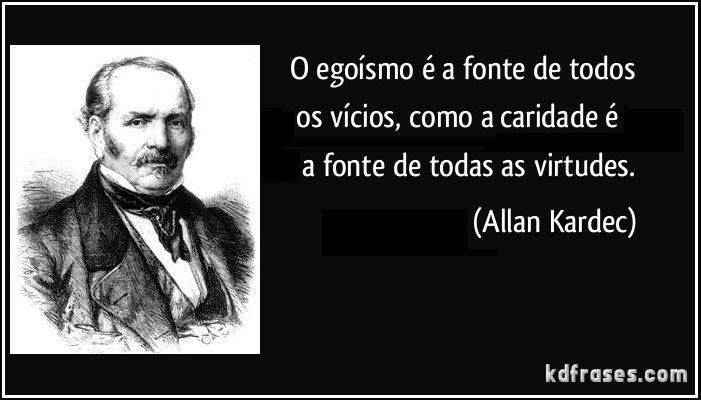 O egoísmo é a fonte de todos
os vícios, como a caridade é
a fonte de todas as virtudes.
(Allan Kardec)
kdfrases.com